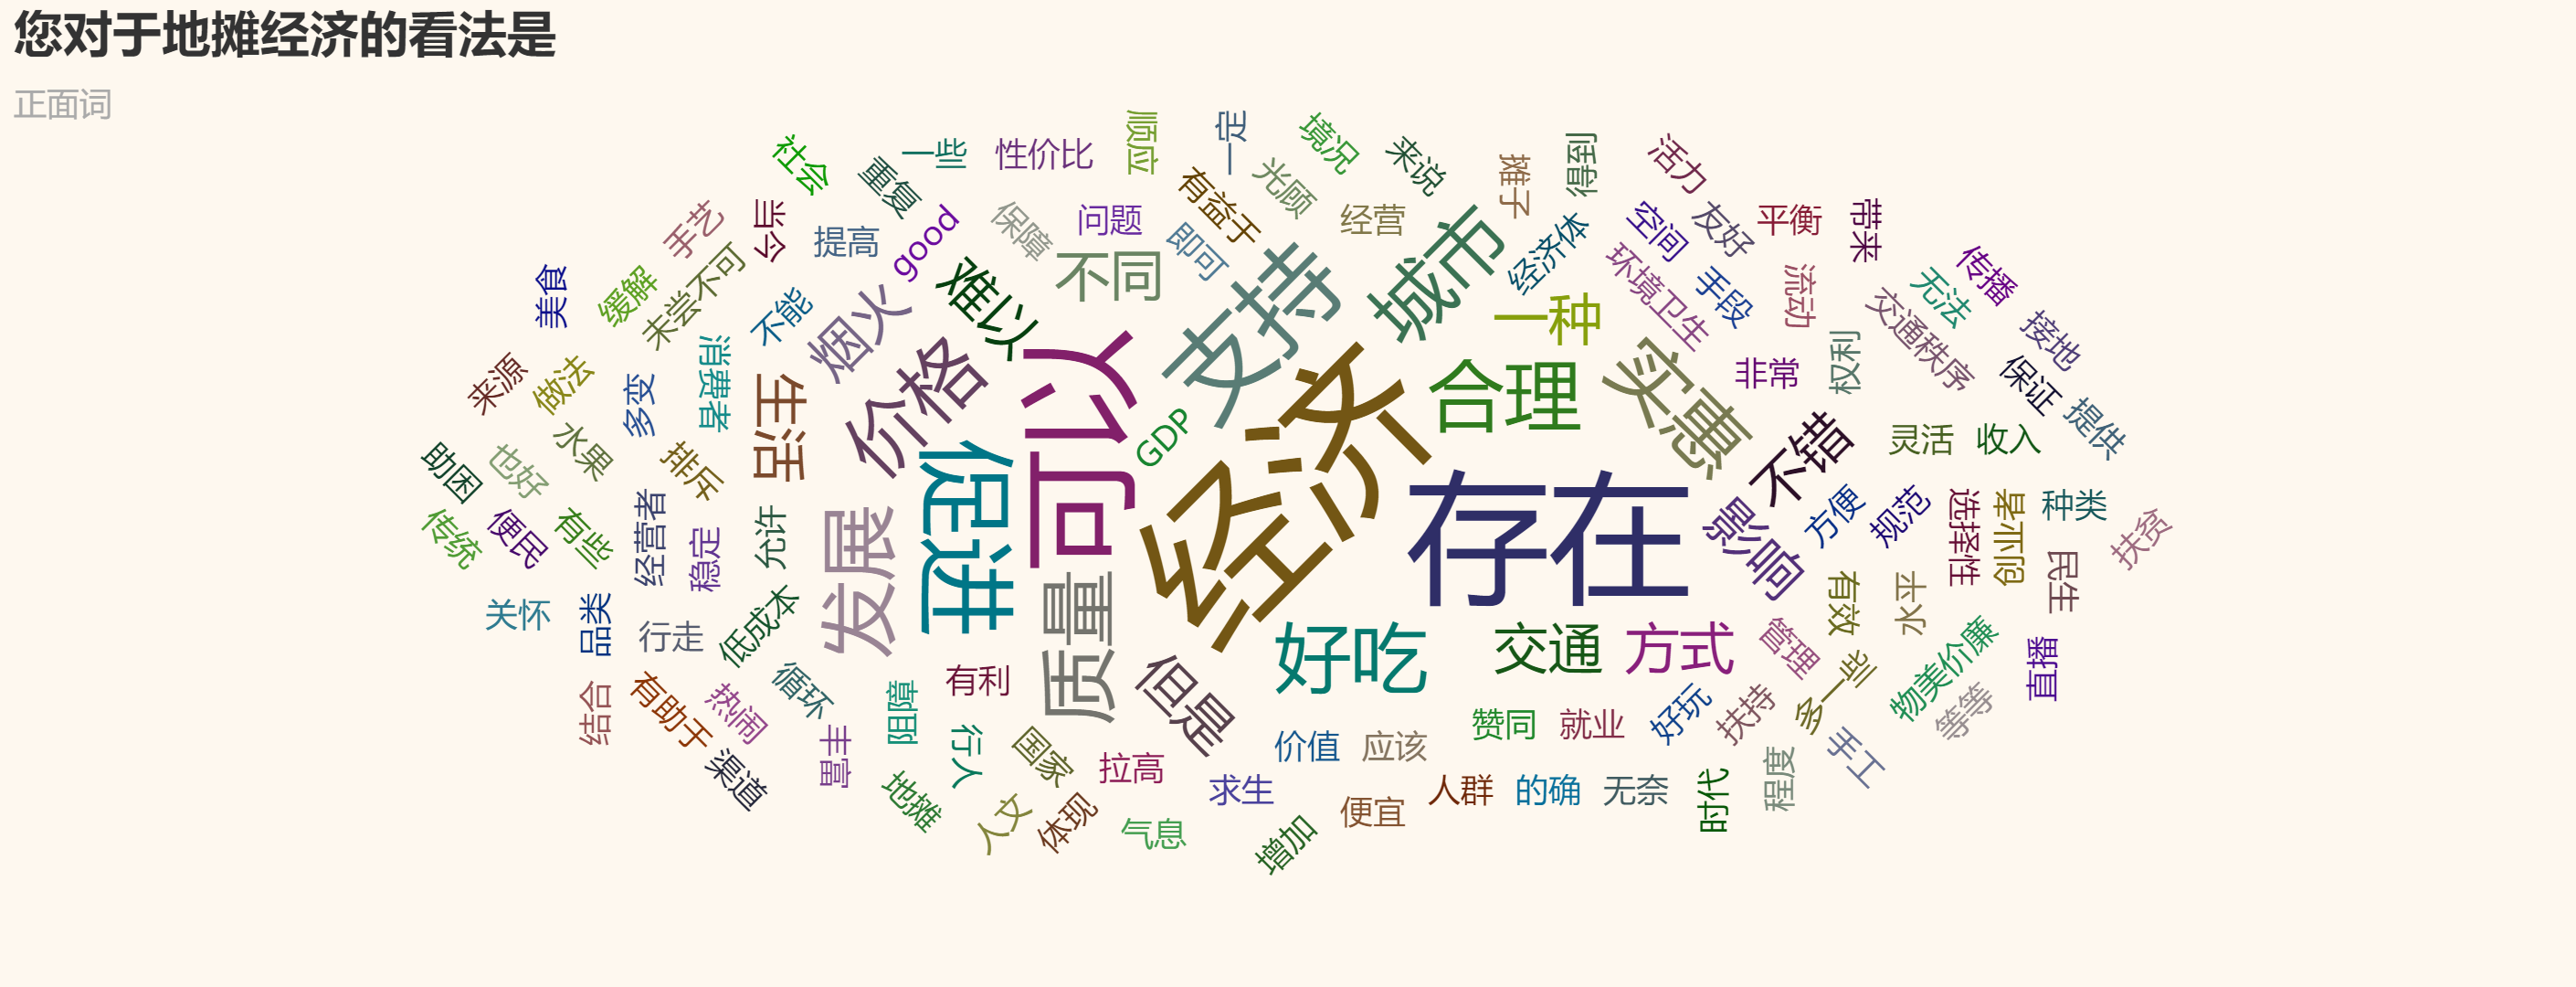 您对于地摊经济的看法是
正面词
社会
重复
一些
性价比
顺应
一定
境况
来说
摊子
得到
活力
手艺
当今
提高
good
保障
问题
有益于
光顾
即可
经营
经济体
空间
友好
平衡
带来
美食
缓解
未尝不可
不能
烟火
难以
不同
支持
城市
一种
环境卫生
手段
流动
传播
无法
交通秩序
接地
来源
做法
多变
消费者
生活
价格
可以
GDP
经济
合理
实惠
非常
权利
保证
提供
助困
也好
水果
排斥
促进
存在
不错
灵活
收入
传统
便民
有些
经营者
稳定
允许
发展
质量
影响
方便
规范
选择性
创业者
种类
扶贫
关怀
品类
行走
低成本
好吃
交通
方式
管理
有效
水平
民生
结合
有助于
热闹
循环
阻障
有利
但是
赞同
就业
好玩
扶持
多一些
物美价廉
等等
直播
渠道
丰富
行人
国家
拉高
价值
应该
手工
地摊
人文
体现
气息
求生
增加
便宜
人群
的确
无奈
时代
程度